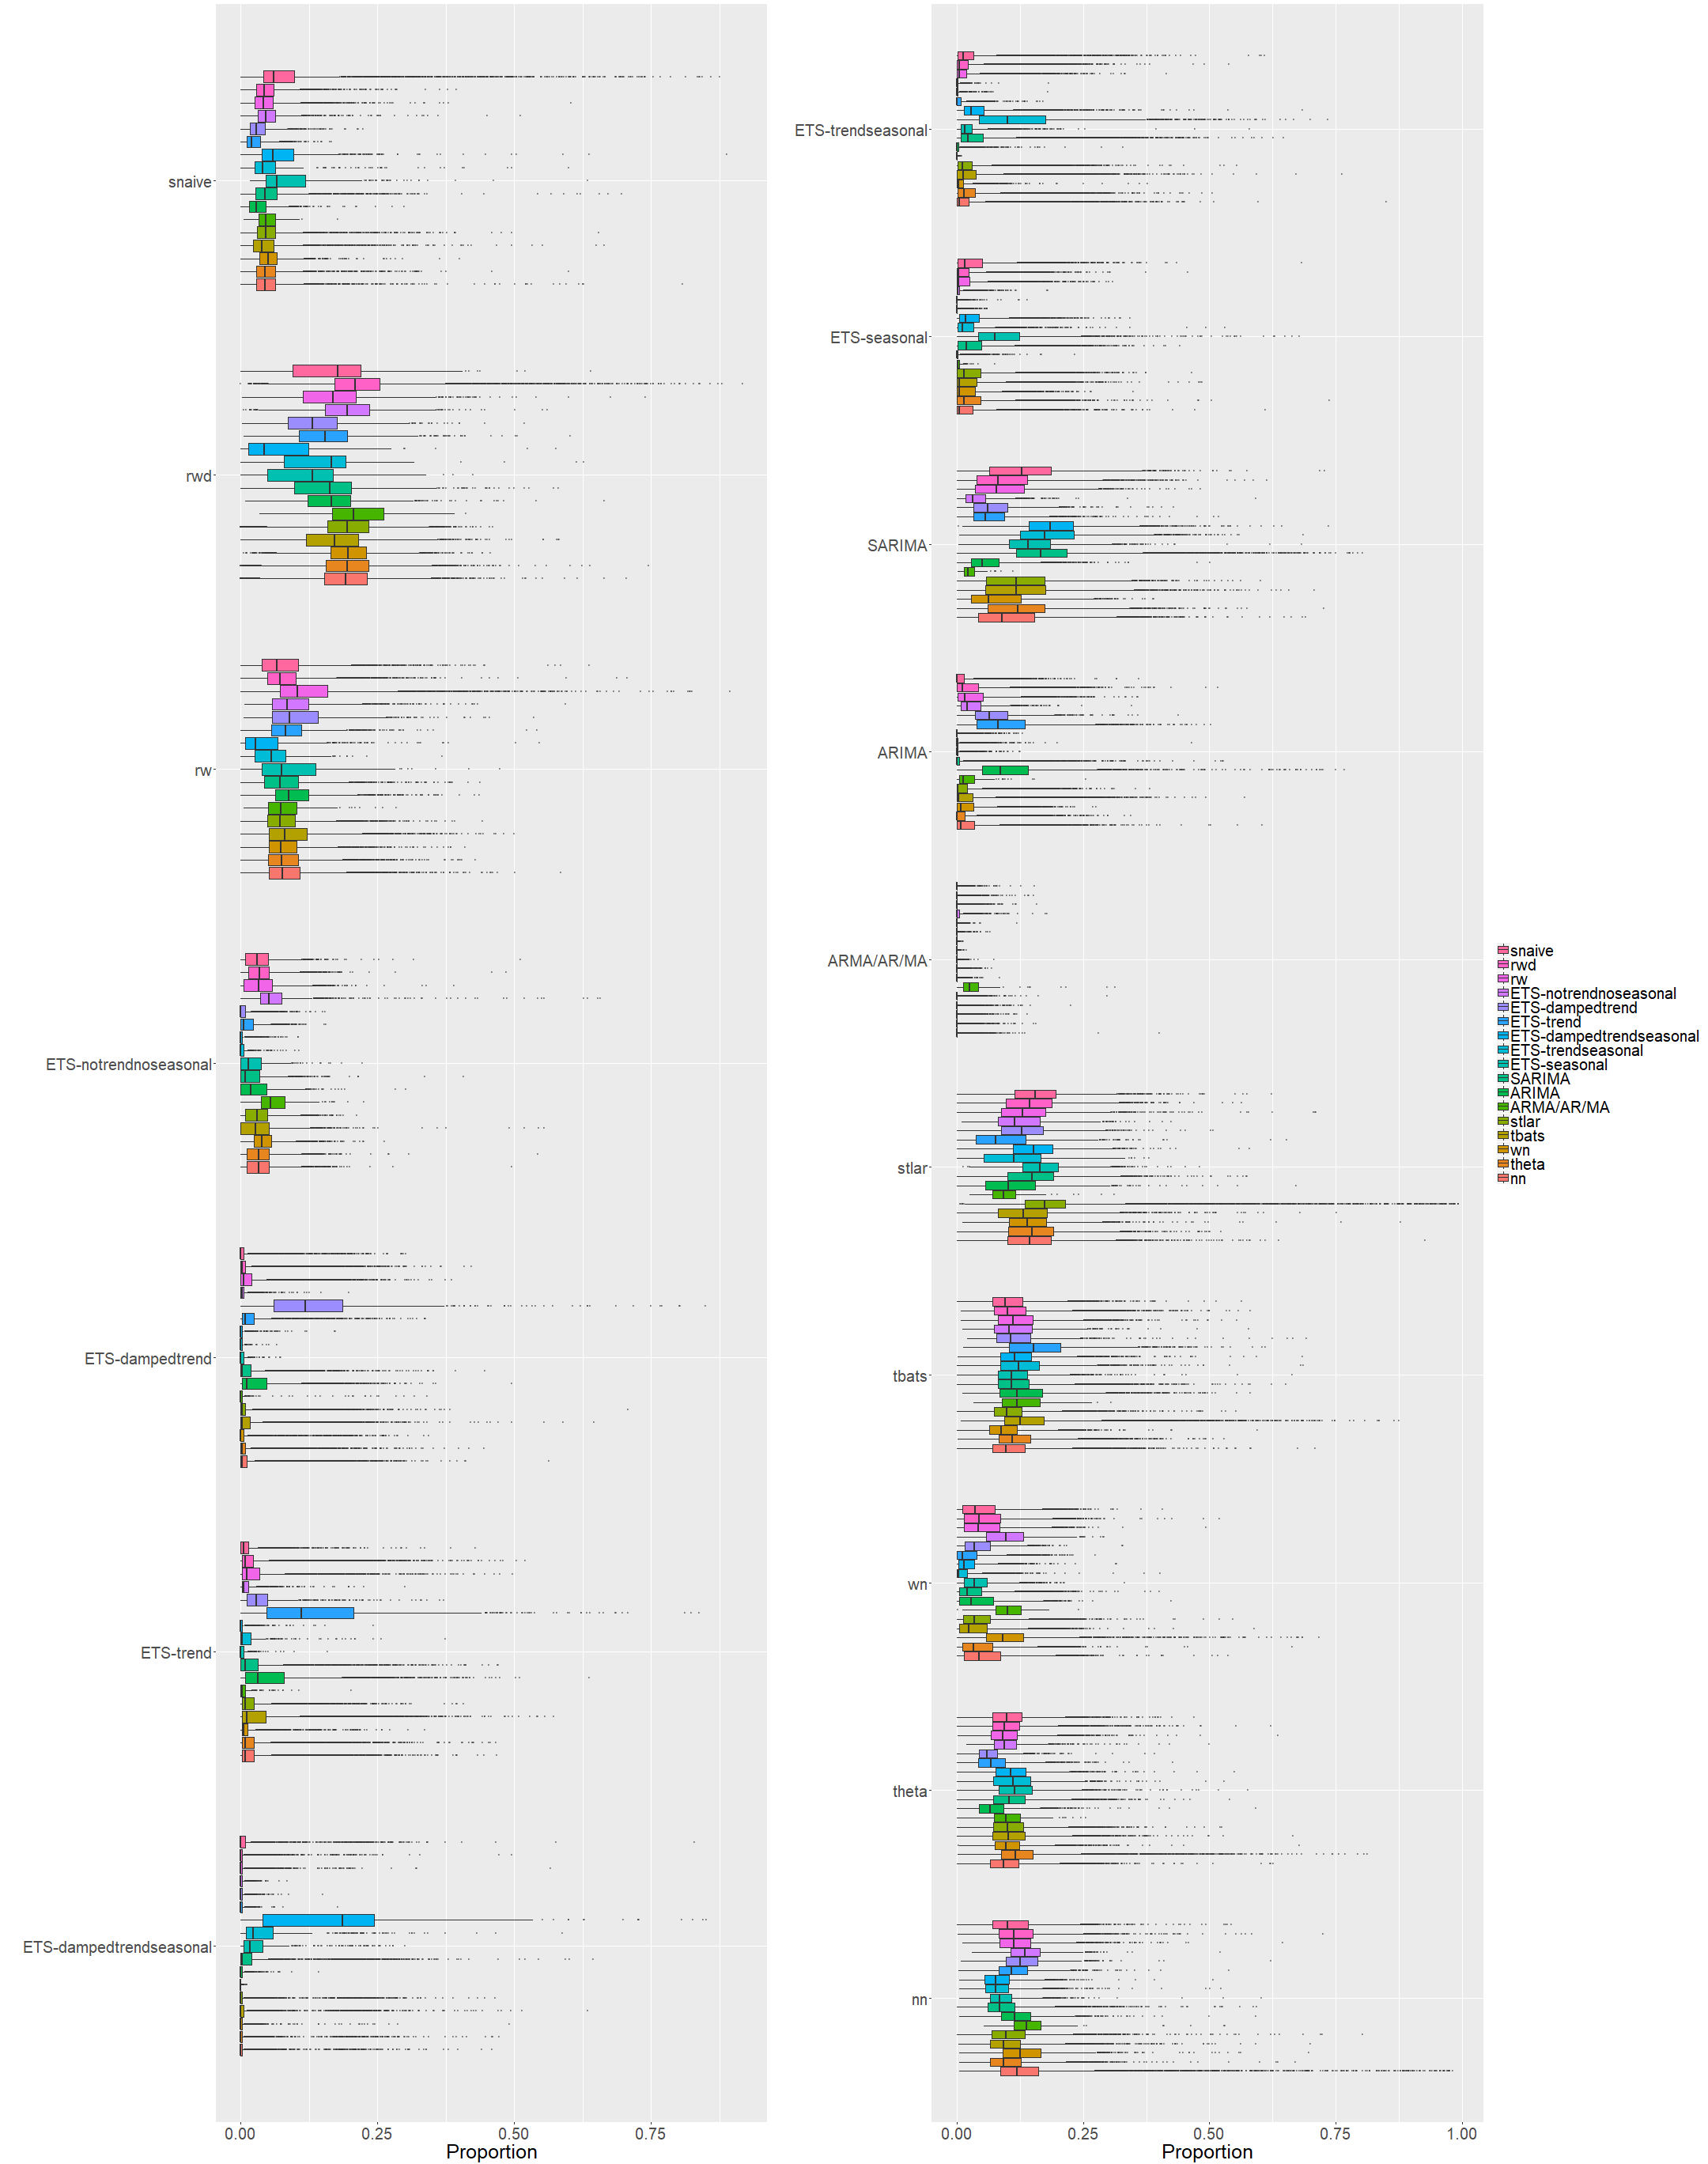 snaive
rwd
rw
ETS-notrendnoseasonal
ETS-dampedtrend
ETS-trend
ETS-dampedtrendseasonal
0.00 0.25 0.50 0.75
Proportion
ETS-trendseasonal
ETS-seasonal
SARIMA
ARIMA
ARMA/AR/MA
stlar
tbats
wn
theta
nn
0.00 0.25 0.50 0.75 1.00
Proportion
snaive
rwd
rw
ETS-notrendnoseasonal
ETS-dampedtrend
ETS-trend
ETS-dampedtrendseasonal
ETS-trendseasonal
ETS-seasonal
SARIMA
ARIMA
ARMA/AR/MA
stlar
tbats
wn
theta
nn